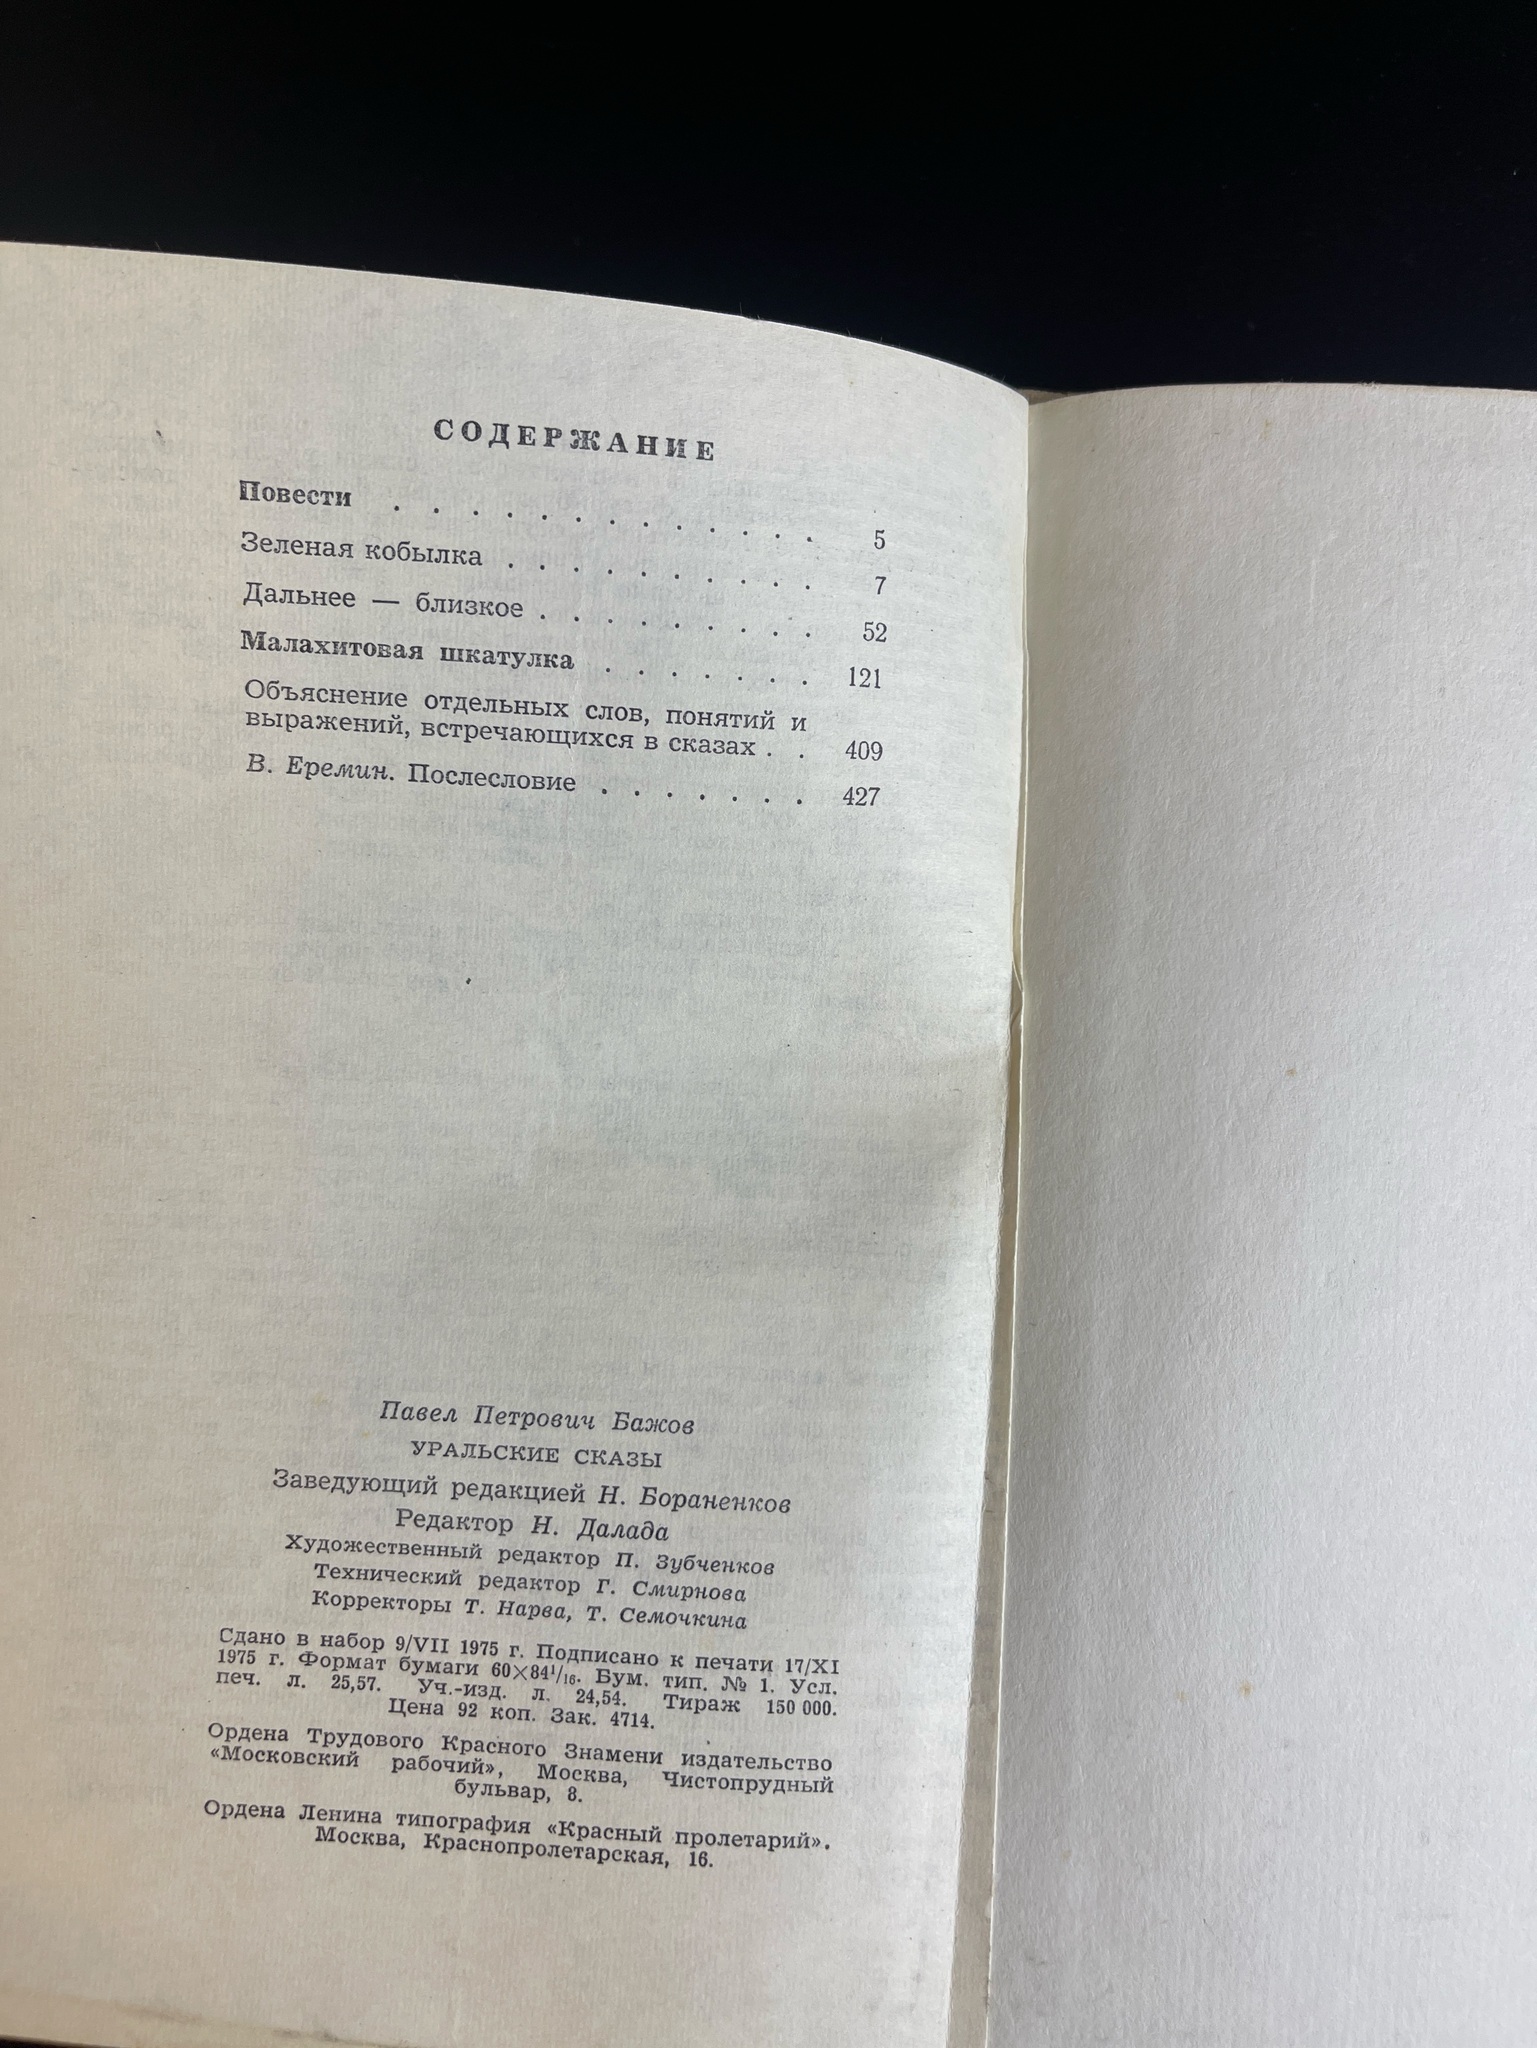 СОДЕРЖАНИЕ
Повести . . . . . . . . . . . . . 5
Зеленая кобылка . . . . . . . . . . 7
Дальнее — близкое . . . . . . . . . 52
Малахитовая шкатулка . . . . . . . 121
Объяснение отдельных слов, понятий и
выражений, встречающихся в сказах . . 409
В. Еремин. Послесловие . . . . . . . 427
Павел Петрович Бажов
УРАЛЬСКИЕ СКАЗЫ
Заведующий редакцией Н. Бораненков
Редактор Н. Далада
Художественный редактор П. Зубченков
Технический редактор Г. Смирнова
Корректоры Т. Нарва, Т. Семочкина
Сдано в набор 9/VII 1975 г. Подписано к печати 17/XI
1975 г. Формат бумаги 60×84¹/₁₆. Бум. тип. № 1. Усл.
печ. л. 25,57. Уч.-изд. л. 24,54. Тираж 150 000.
Цена 92 коп. Зак. 4714.
Ордена Трудового Красного Знамени издательство
«Московский рабочий», Москва, Чистопрудный
бульвар, 8.
Ордена Ленина типография «Красный пролетарий».
Москва, Краснопролетарская, 16.